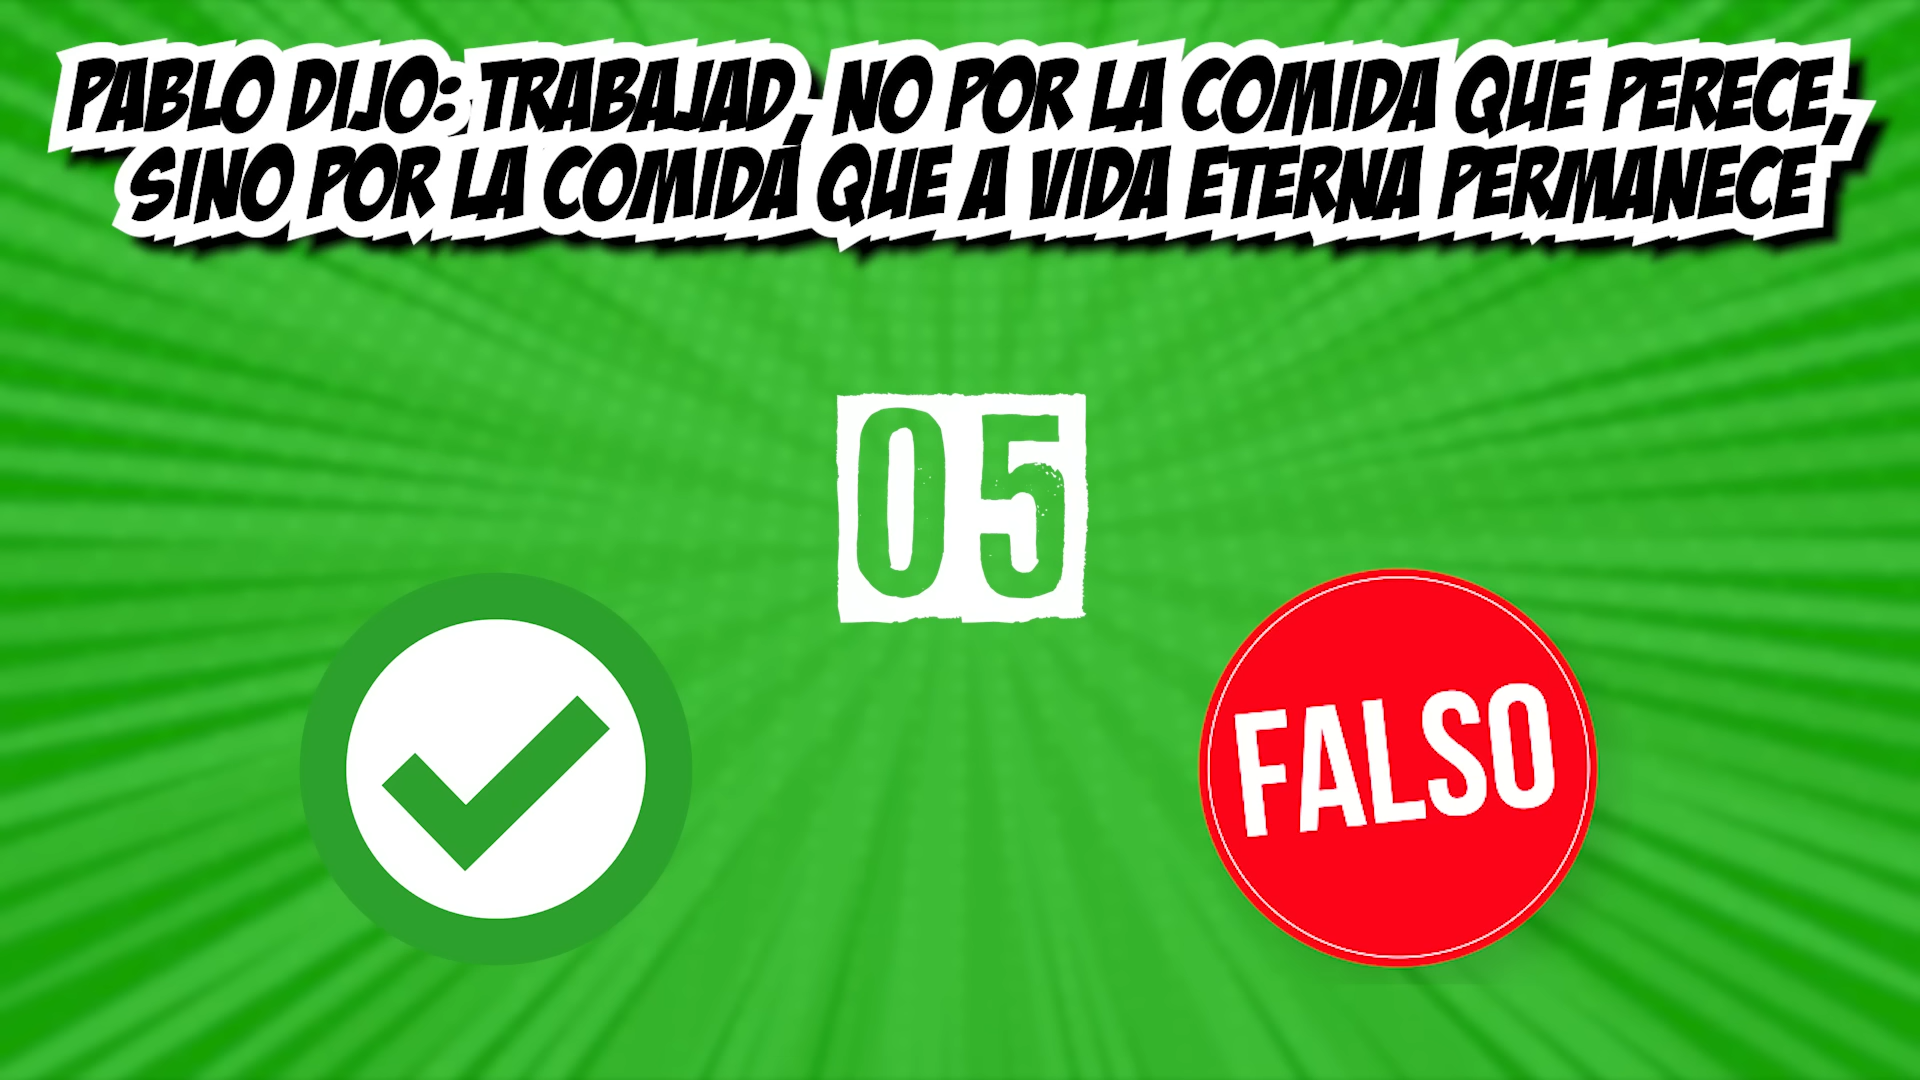 PABLO DIJO: TRABAJAD, NO POR LA COMIDA QUE PERECE,
SINO POR LA COMIDA QUE A VIDA ETERNA PERMANECE
05
FALSO